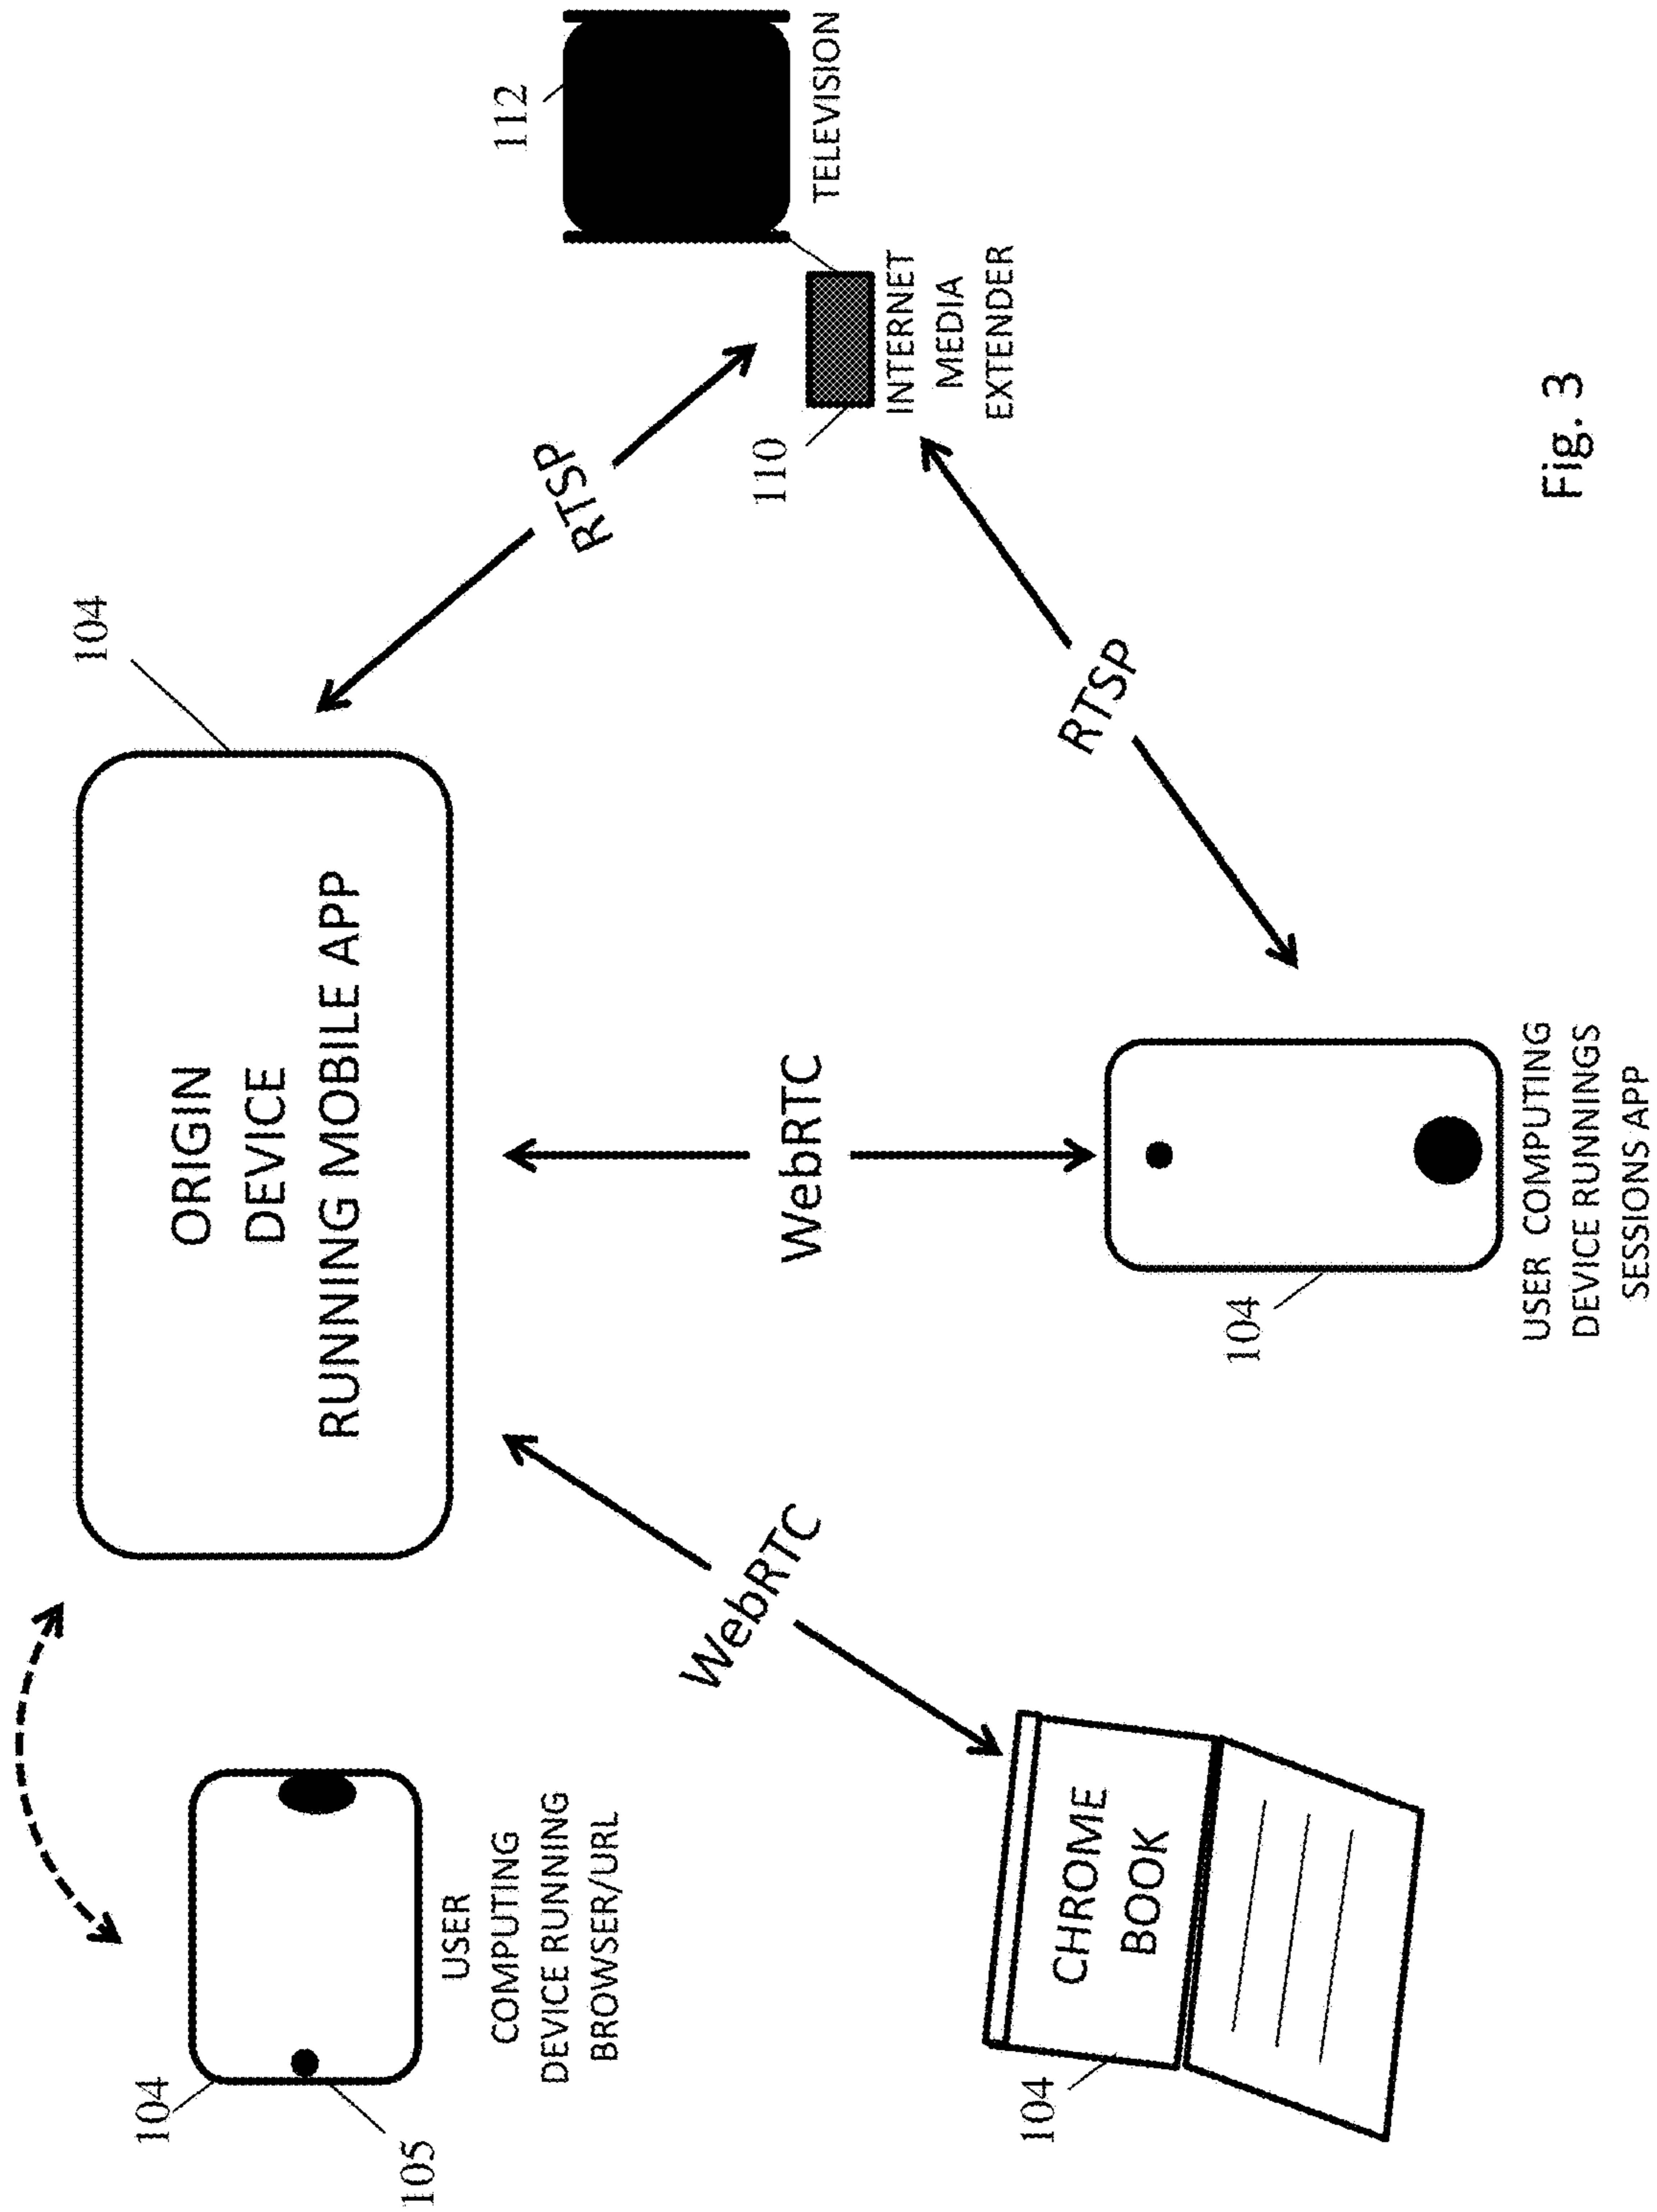 104
105
USER
COMPUTING
DEVICE RUNNING
BROWSER/URL
ORIGIN
DEVICE
RUNNING MOBILE APP
104
RTSP
112
TELEVISION
110
INTERNET
MEDIA
EXTENDER
WebRTC
WebRTC
RTSP
104
CHROME
BOOK
104
USER COMPUTING
DEVICE RUNNINGS
SESSIONS APP
Fig. 3